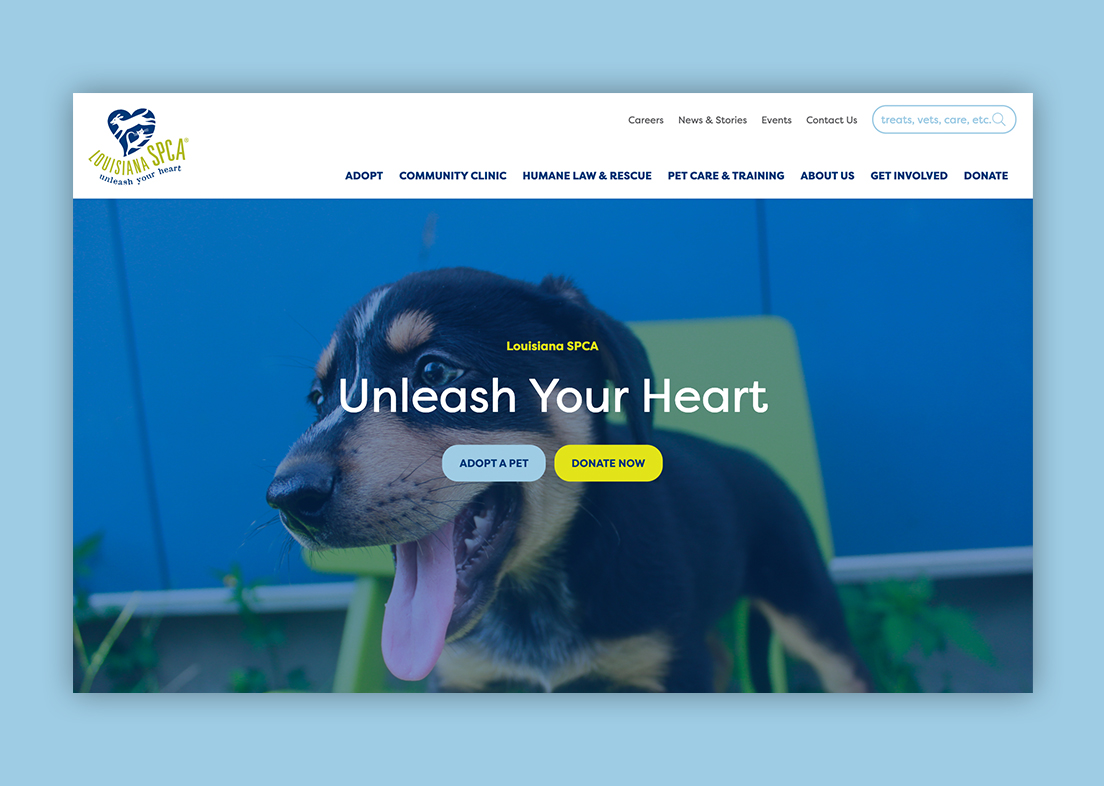 LOUISIANA SPCA®
unleash your heart
Careers News & Stories Events Contact Us treats, vets, care, etc.
ADOPT COMMUNITY CLINIC HUMANE LAW & RESCUE PET CARE & TRAINING ABOUT US GET INVOLVED DONATE
Louisiana SPCA
Unleash Your Heart
ADOPT A PET DONATE NOW